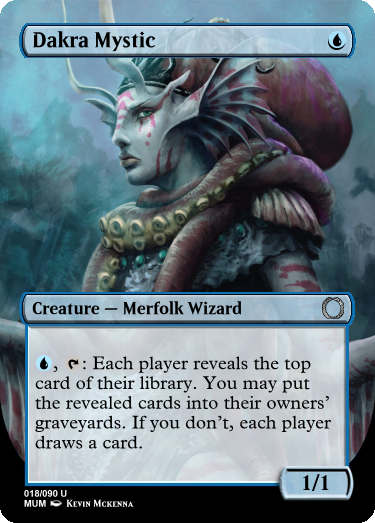 Dakra Mystic
Creature — Merfolk Wizard
, : Each player reveals the top
card of their library. You may put
the revealed cards into their owners'
graveyards. If you don't, each player
draws a card.
1/1
018/090 U
MUM Kevin McKenna